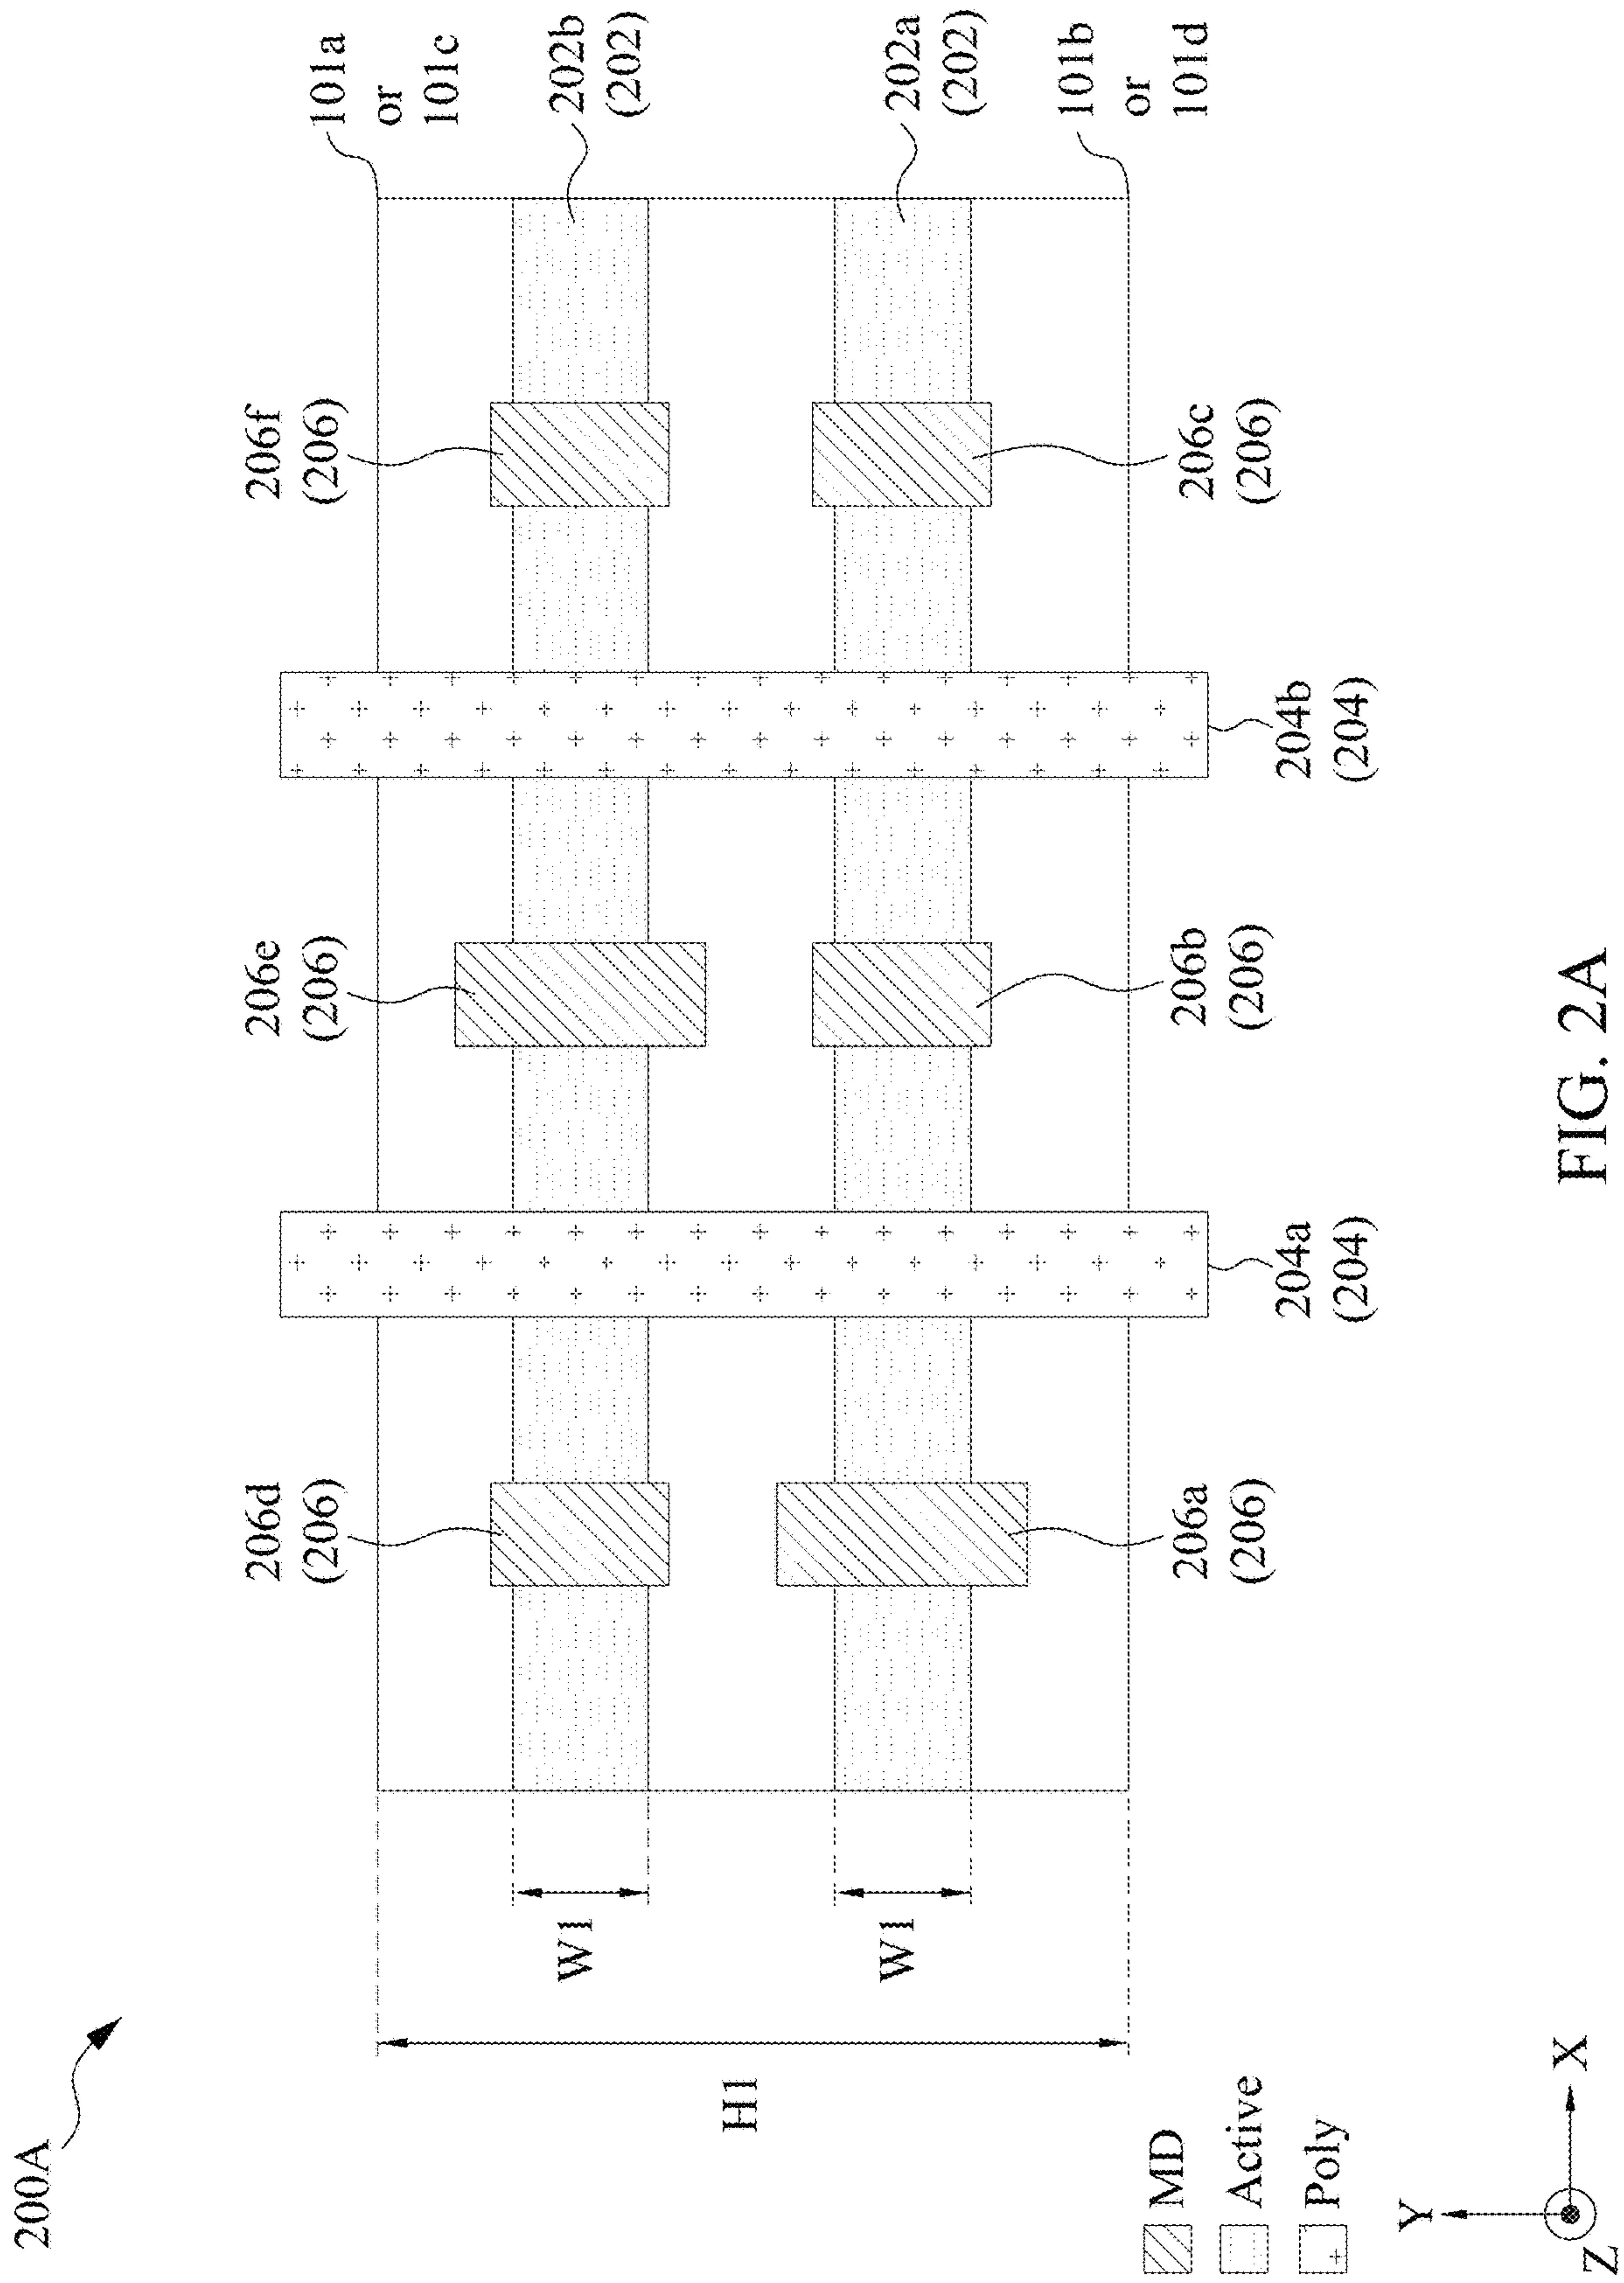 200A
206d
(206)
206e
(206)
206f
(206)
101a
or
101c
202b
(202)
202a
(202)
101b
or
101d
H1
W1
W1
206a
(206)
206b
(206)
206c
(206)
204a
(204)
204b
(204)
MD
Active
Poly
Y
X
Z
FIG. 2A